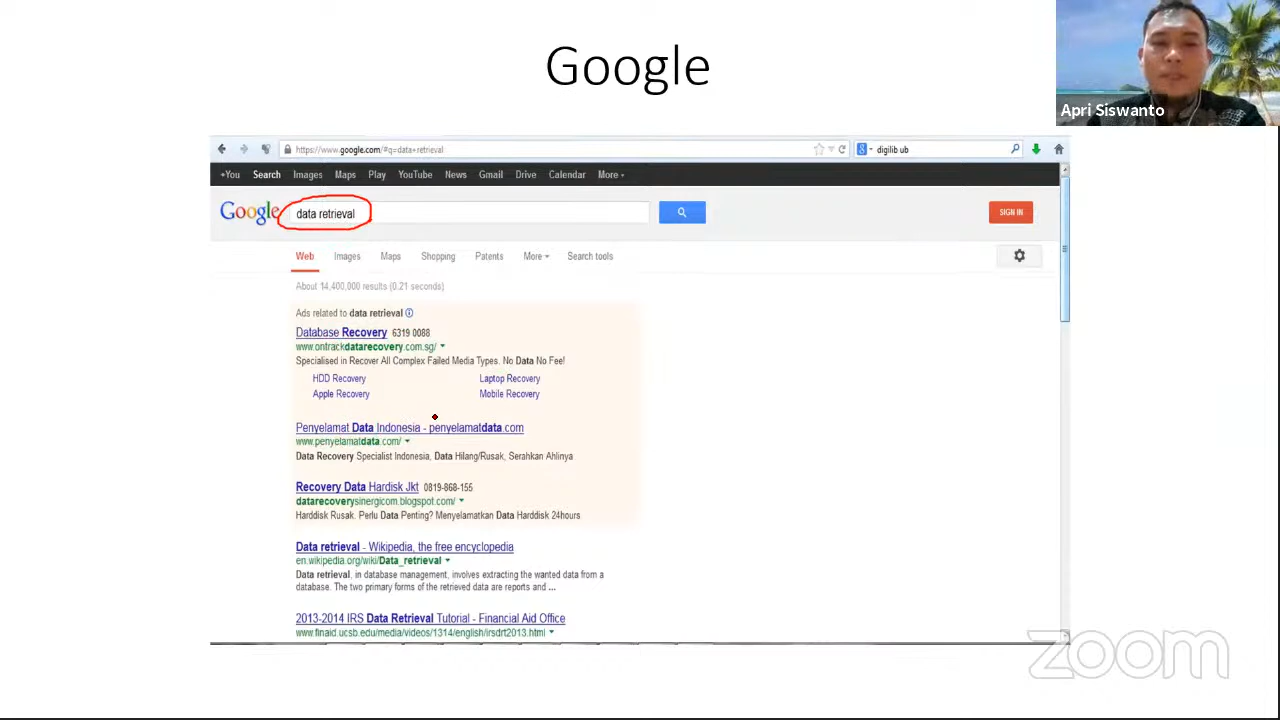 Google
Apri Siswanto
https://www.google.com/#q=data+retrieval
digilib ub
+You Search Images Maps Play YouTube News Gmail Drive Calendar More
Google data retrieval SIGN IN
Web Images Maps Shopping Patents More Search tools
About 14,400,000 results (0.21 seconds)
Ads related to data retrieval
Database Recovery 6319 0088
www.ontrackdatarecovery.com.sg/
Specialised in Recover All Complex Failed Media Types. No Data No Fee!
HDD Recovery Laptop Recovery
Apple Recovery Mobile Recovery
Penyelamat Data Indonesia - penyelamatdata.com
www.penyelamatdata.com/
Data Recovery Specialist Indonesia, Data Hilang/Rusak, Serahkan Ahlinya
Recovery Data Hardisk Jkt 0819-868-155
datarecoverysinergicom.blogspot.com/
Harddisk Rusak. Perlu Data Penting? Menyelamatkan Data Harddisk 24hours
Data retrieval - Wikipedia, the free encyclopedia
en.wikipedia.org/wiki/Data_retrieval
Data retrieval, in database management, involves extracting the wanted data from a
database. The two primary forms of the retrieved data are reports and ...
2013-2014 IRS Data Retrieval Tutorial - Financial Aid Office
www.finaid.ucsb.edu/media/videos/1314/english/irsdrt2013.html
zoom